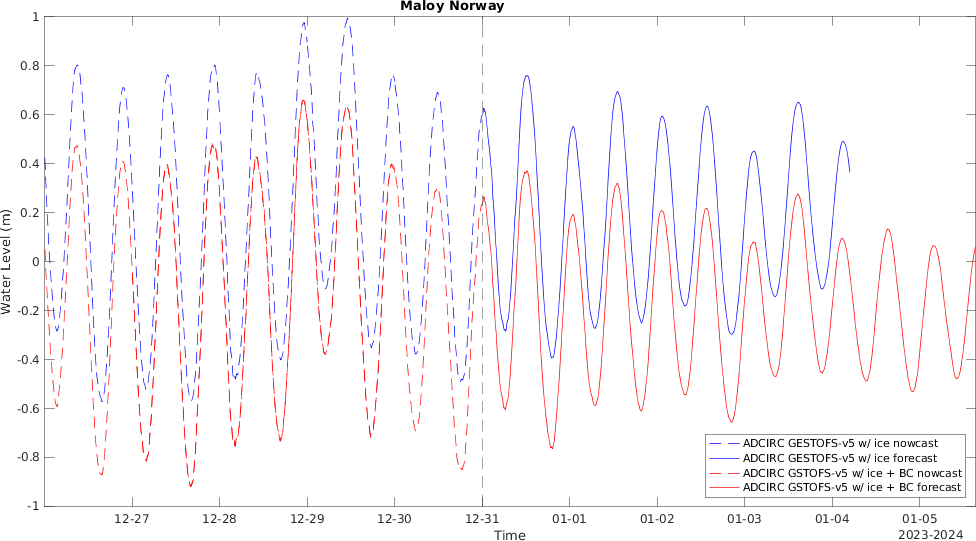 Maloy Norway
1
0.8
0.6
0.4
0.2
0
-0.2
-0.4
-0.6
-0.8
-1
Water Level (m)
12-27 12-28 12-29 12-30 12-31 01-01 01-02 01-03 01-04 01-05
Time
2023-2024
ADCIRC GESTOFS-v5 w/ ice nowcast
ADCIRC GESTOFS-v5 w/ ice forecast
ADCIRC GSTOFS-v5 w/ ice + BC nowcast
ADCIRC GSTOFS-v5 w/ ice + BC forecast